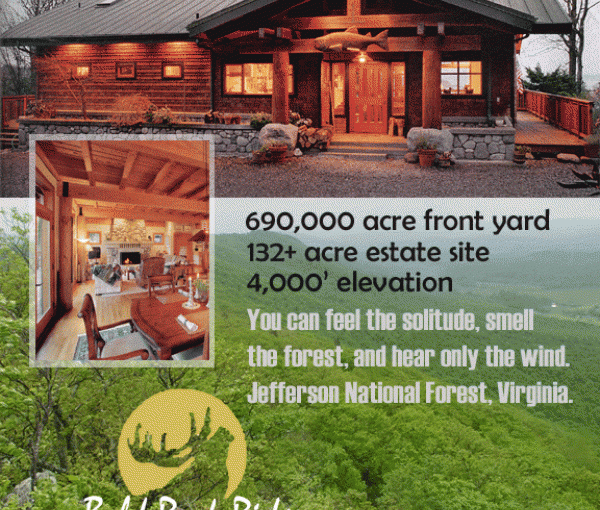 690,000 acre front yard
132+ acre estate site
4,000' elevation
You can feel the solitude, smell
the forest, and hear only the wind.
Jefferson National Forest, Virginia.